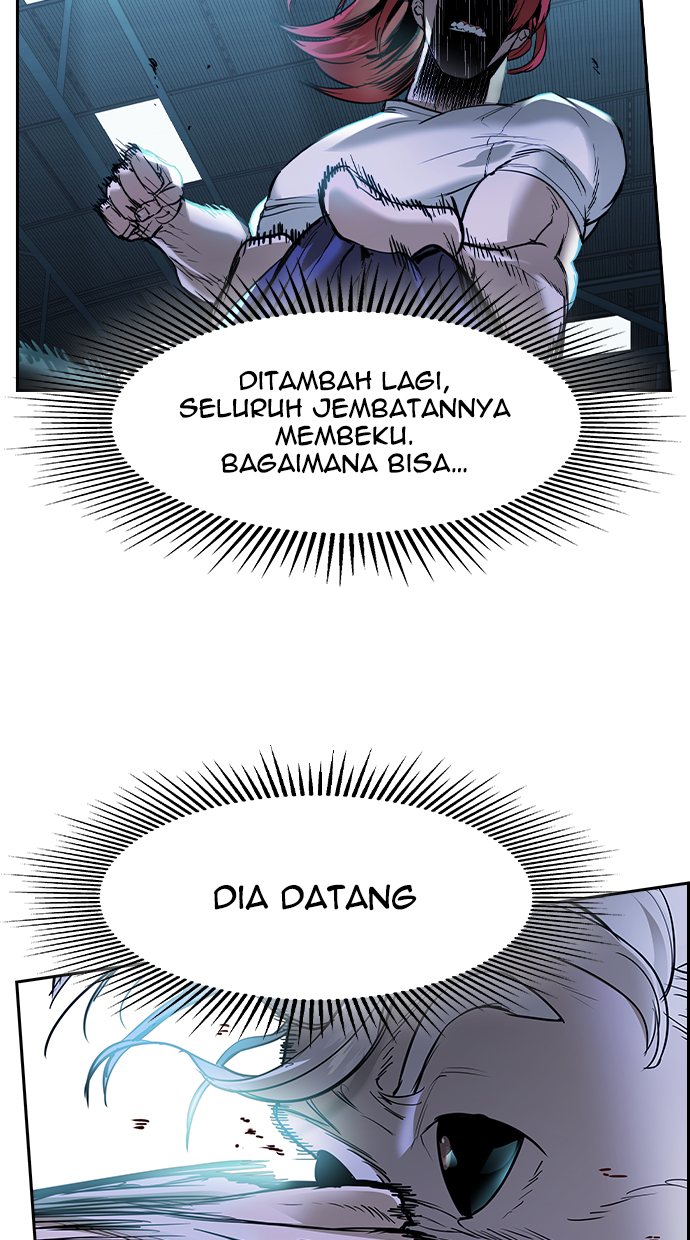 DITAMBAH LAGI,
SELURUH JEMBATANNYA
MEMBEKU.
BAGAIMANA BISA...
DIA DATANG